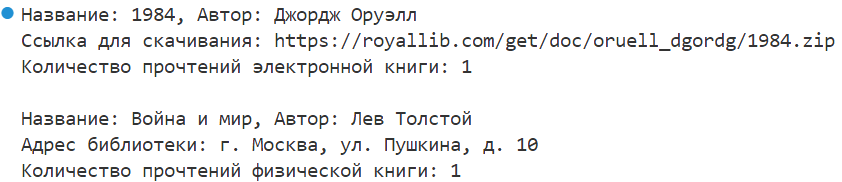 Название: 1984, Автор: Джордж Оруэлл
Ссылка для скачивания: https://royallib.com/get/doc/oruell_dgordg/1984.zip
Количество прочтений электронной книги: 1
Название: Война и мир, Автор: Лев Толстой
Адрес библиотеки: г. Москва, ул. Пушкина, д. 10
Количество прочтений физической книги: 1